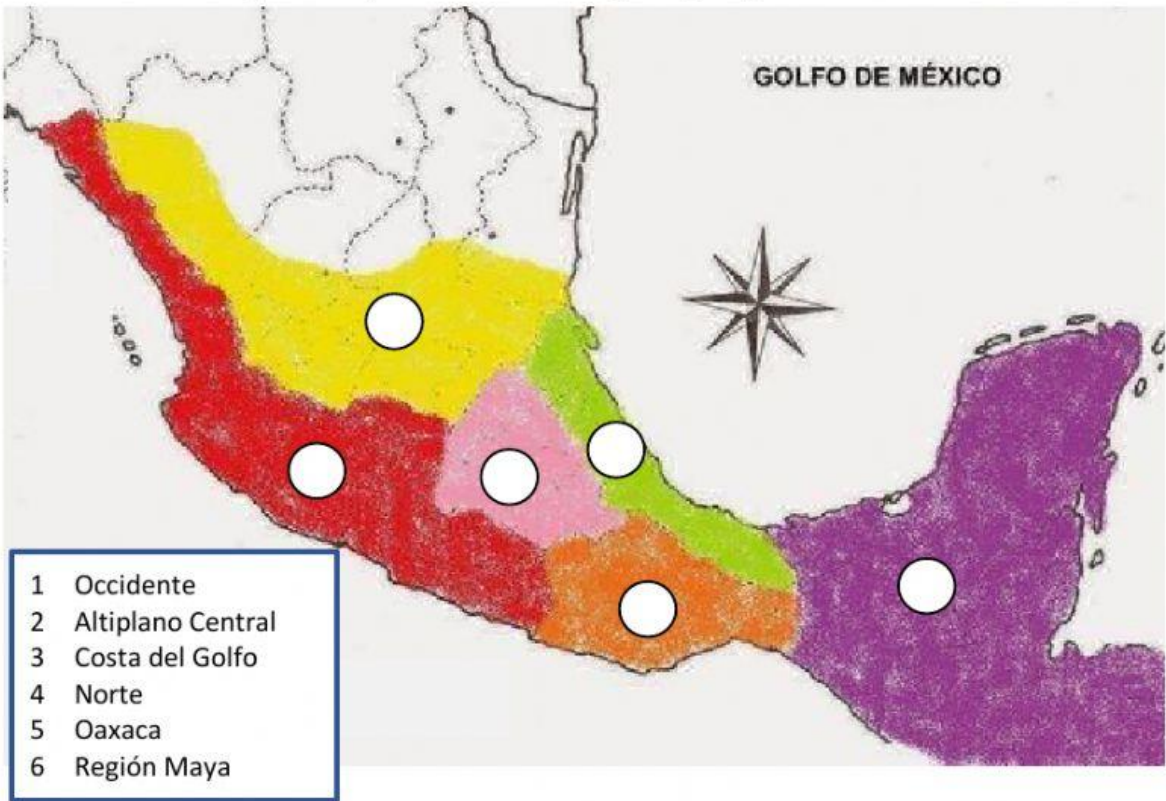 GOLFO DE MÉXICO
1 Occidente
2 Altiplano Central
3 Costa del Golfo
4 Norte
5 Oaxaca
6 Región Maya